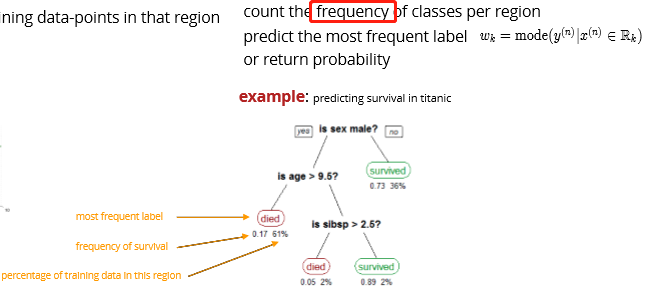 ning data-points in that region
count the frequency of classes per region
predict the most frequent label w_k = mode(y^(n)|x^(n) ∈ ℝ_k)
or return probability
example: predicting survival in titanic
yes is sex male? no
is age > 9.5?
survived
0.73 36%
most frequent label
died
0.17 61%
is sibsp > 2.5?
frequency of survival
percentage of training data in this region
died
survived
0.05 2%
0.89 2%